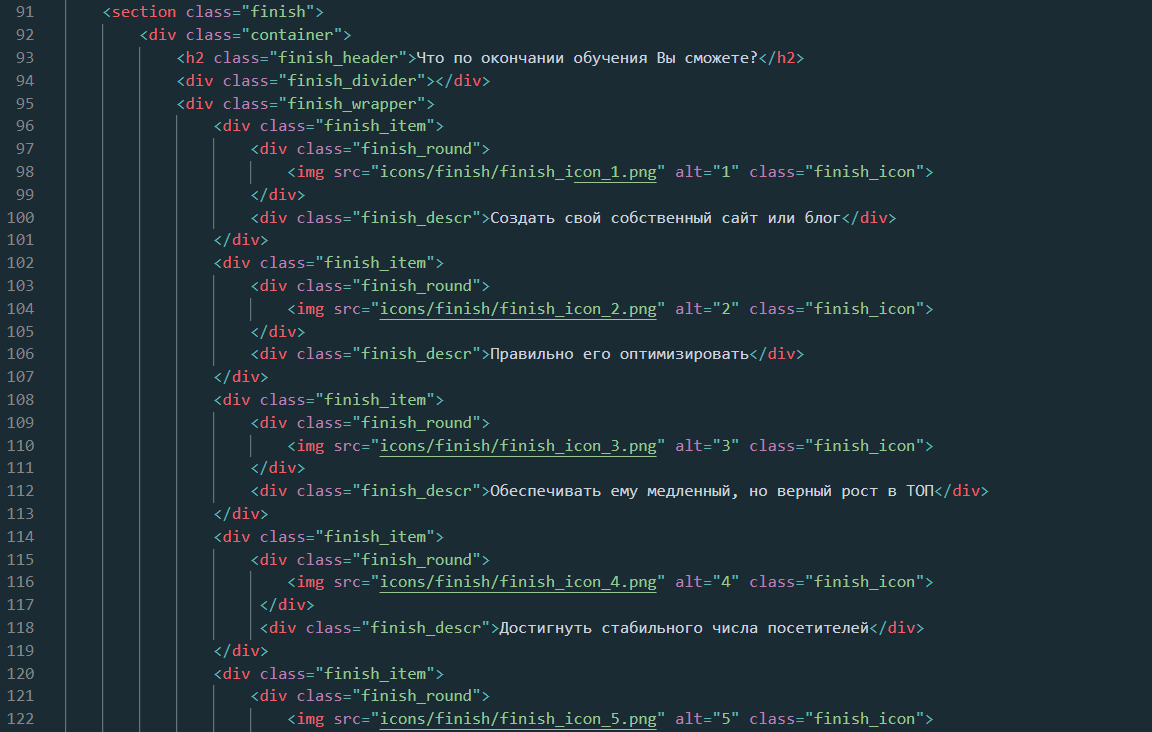 91 <section class="finish">
92 <div class="container">
93 <h2 class="finish_header">Что по окончании обучения Вы сможете?</h2>
94 <div class="finish_divider"></div>
95 <div class="finish_wrapper">
96 <div class="finish_item">
97 <div class="finish_round">
98 <img src="icons/finish/finish_icon_1.png" alt="1" class="finish_icon">
99 </div>
100 <div class="finish_descr">Создать свой собственный сайт или блог</div>
101 </div>
102 <div class="finish_item">
103 <div class="finish_round">
104 <img src="icons/finish/finish_icon_2.png" alt="2" class="finish_icon">
105 </div>
106 <div class="finish_descr">Правильно его оптимизировать</div>
107 </div>
108 <div class="finish_item">
109 <div class="finish_round">
110 <img src="icons/finish/finish_icon_3.png" alt="3" class="finish_icon">
111 </div>
112 <div class="finish_descr">Обеспечивать ему медленный, но верный рост в ТОП</div>
113 </div>
114 <div class="finish_item">
115 <div class="finish_round">
116 <img src="icons/finish/finish_icon_4.png" alt="4" class="finish_icon">
117 </div>
118 <div class="finish_descr">Достигнуть стабильного числа посетителей</div>
119 </div>
120 <div class="finish_item">
121 <div class="finish_round">
122 <img src="icons/finish/finish_icon_5.png" alt="5" class="finish_icon">